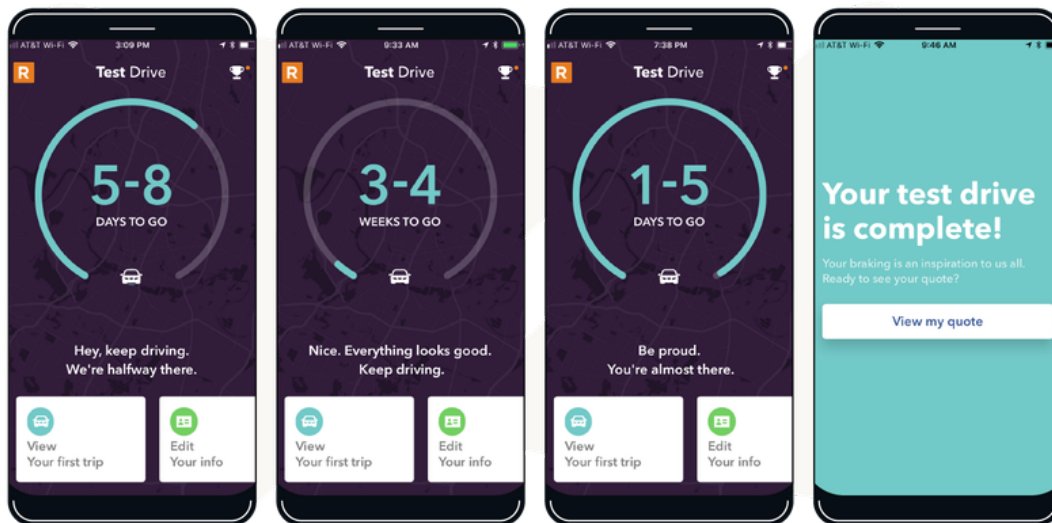 AT&T Wi-Fi 3:09 PM
R Test Drive
5-8
DAYS TO GO
Hey, keep driving.
We're halfway there.
View
Your first trip
Edit
Your info
AT&T Wi-Fi 9:33 AM
R Test Drive
3-4
WEEKS TO GO
Nice. Everything looks good.
Keep driving.
View
Your first trip
Edit
Your info
AT&T Wi-Fi 7:38 PM
R Test Drive
1-5
DAYS TO GO
Be proud.
You're almost there.
View
Your first trip
Edit
Your info
AT&T Wi-Fi 9:46 AM
Your test drive
is complete!
Your braking is an inspiration to us all.
Ready to see your quote?
View my quote